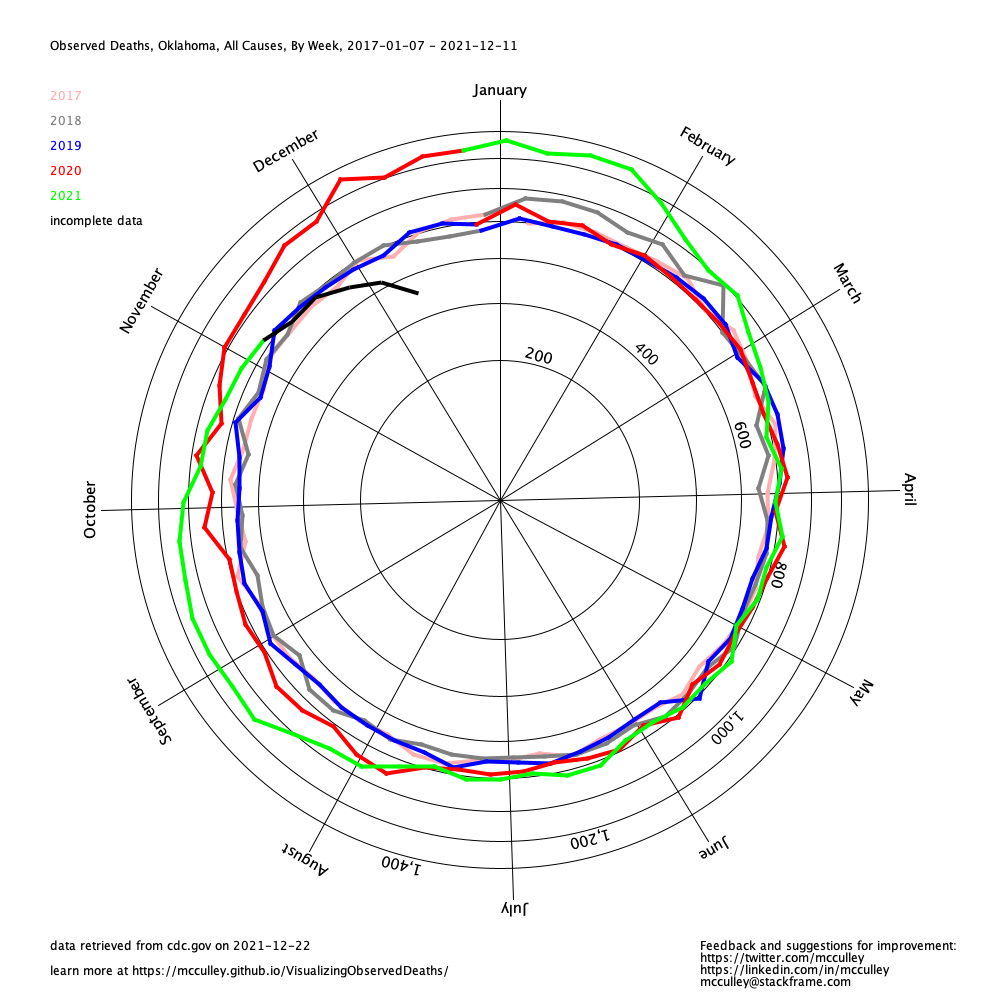 Observed Deaths, Oklahoma, All Causes, By Week, 2017-01-07 - 2021-12-11
2017
2018
2019
2020
2021
incomplete data
January
February
March
April
May
June
July
August
September
October
November
December
200
400
600
800
1,000
1,200
1,400
data retrieved from cdc.gov on 2021-12-22
learn more at https://mcculley.github.io/VisualizingObservedDeaths/
Feedback and suggestions for improvement:
https://twitter.com/mcculley
https://linkedin.com/in/mcculley
mcculley@stackframe.com